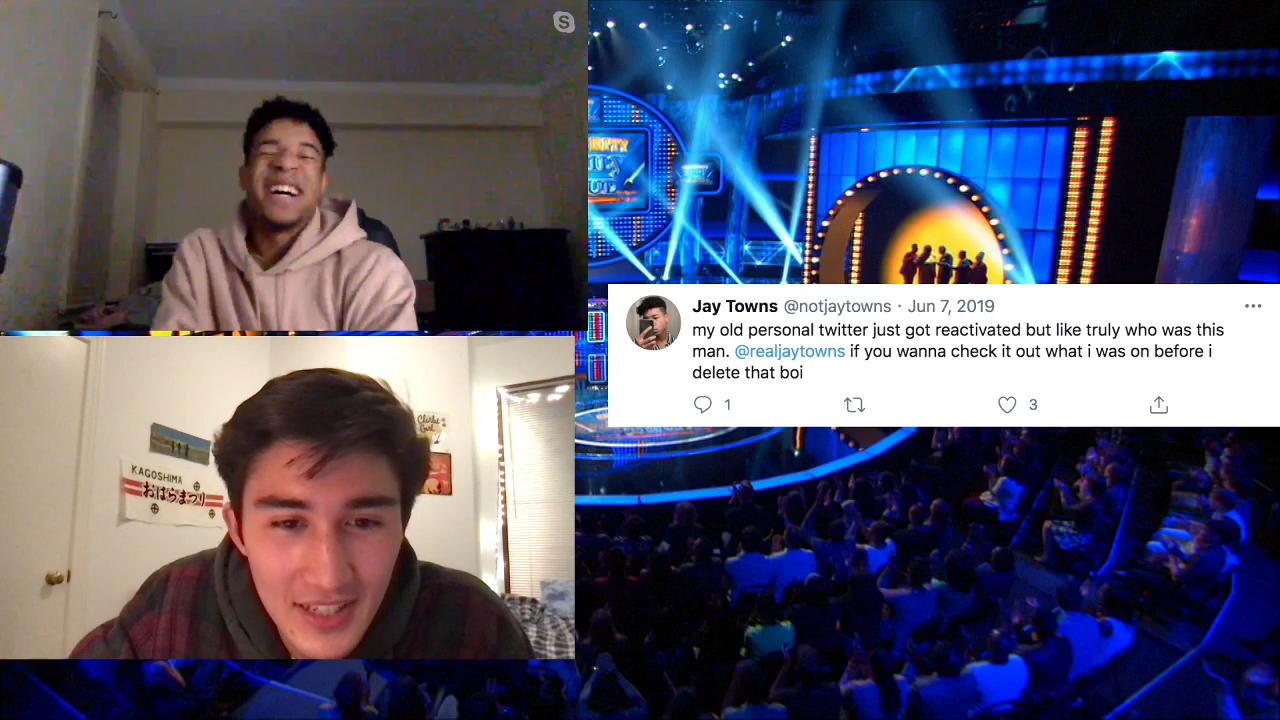 S
Jay Towns @notjaytowns · Jun 7, 2019
my old personal twitter just got reactivated but like truly who was this
man. @realjaytowns if you wanna check it out what i was on before i
delete that boi
1
3
Charlie
Girl
KAGOSHIMA
おはらまつり